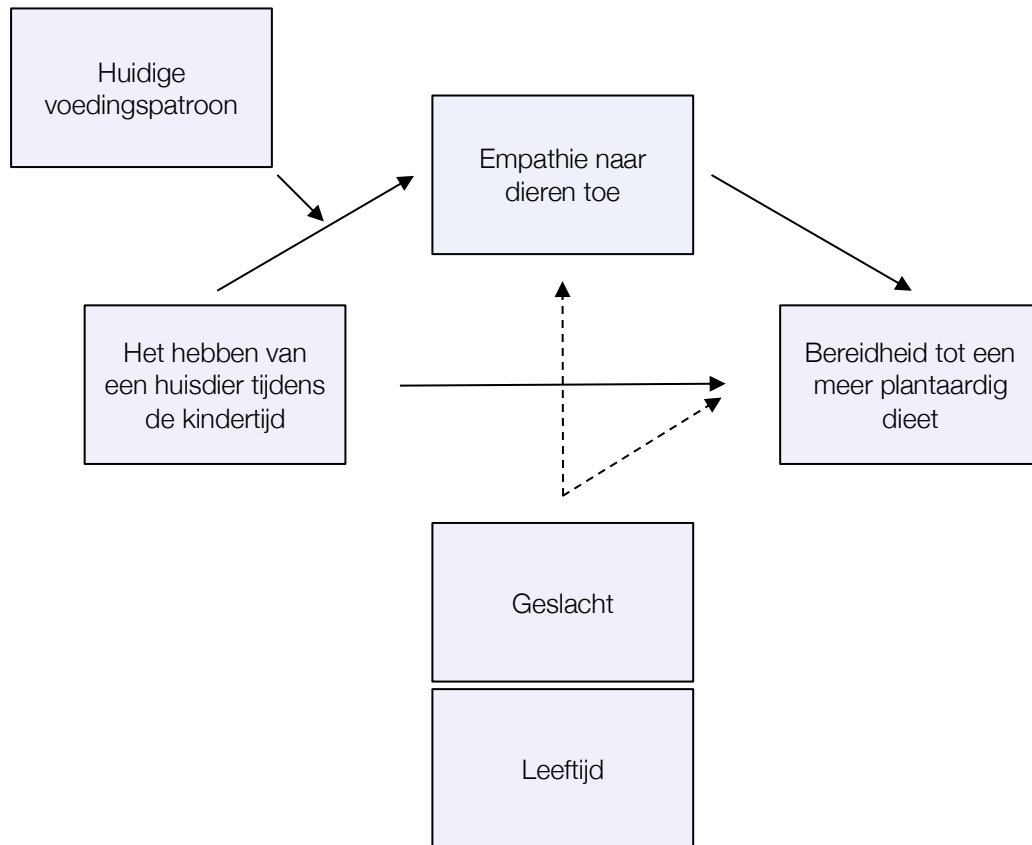 Huidige
voedingspatroon
Empathie naar
dieren toe
Het hebben van
een huisdier tijdens
de kindertijd
Bereidheid tot een
meer plantaardig
dieet
Geslacht
Leeftijd